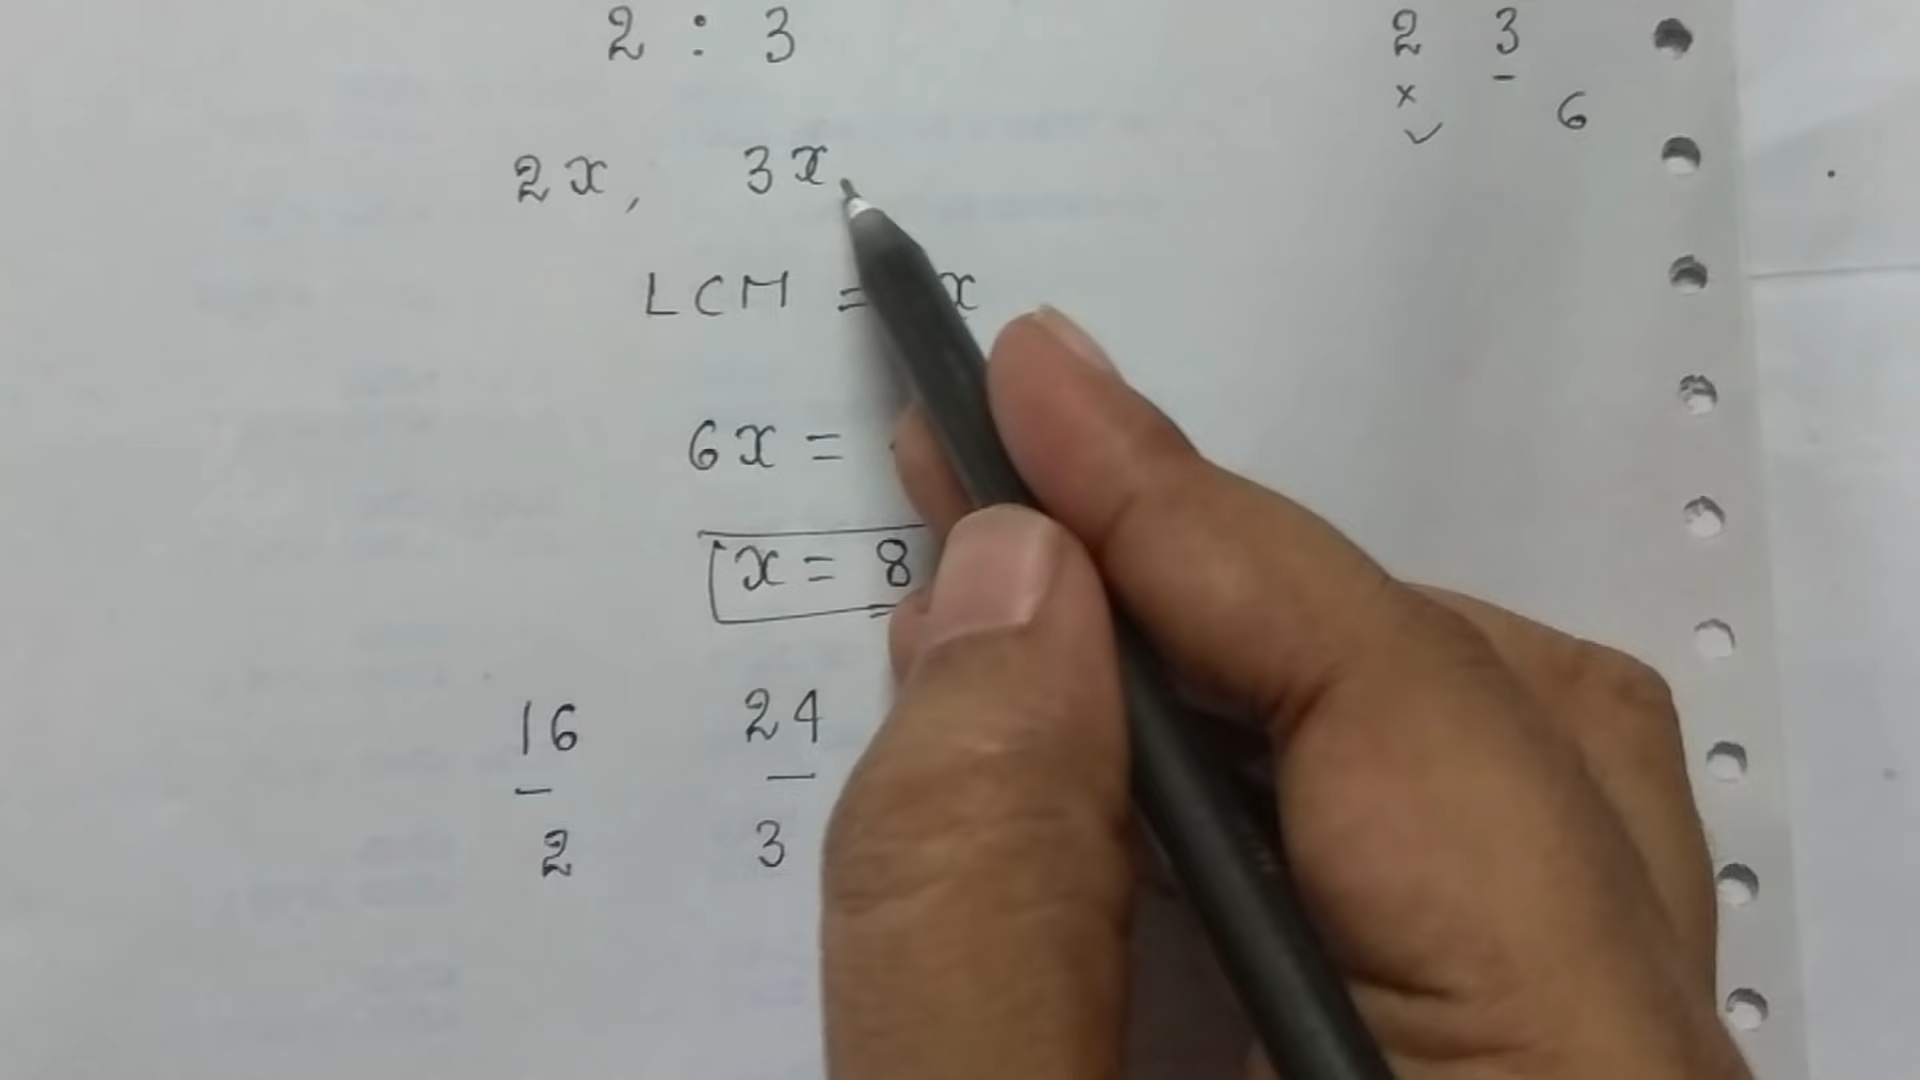 2 : 3
2x, 3x
LCM = x
6x =
x = 8
16 24
2 3
2 3
x
6